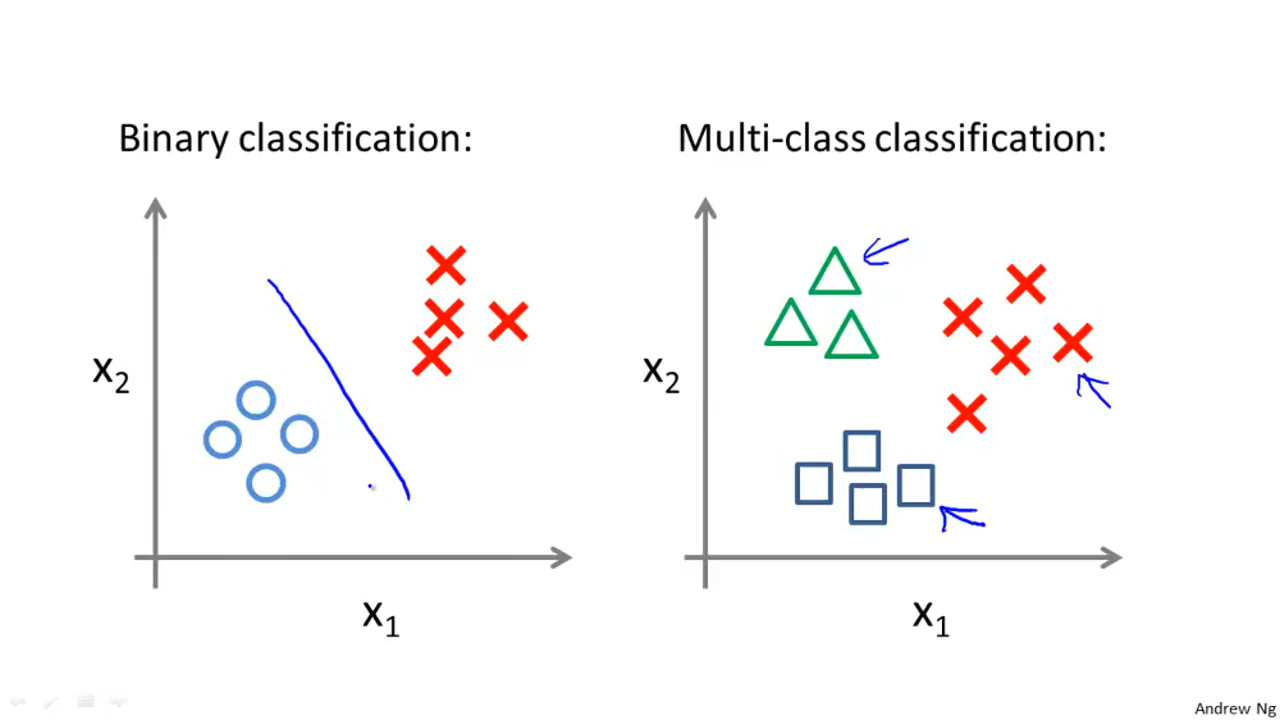 Binary classification:
x2
x1
Multi-class classification:
x2
x1
Andrew Ng